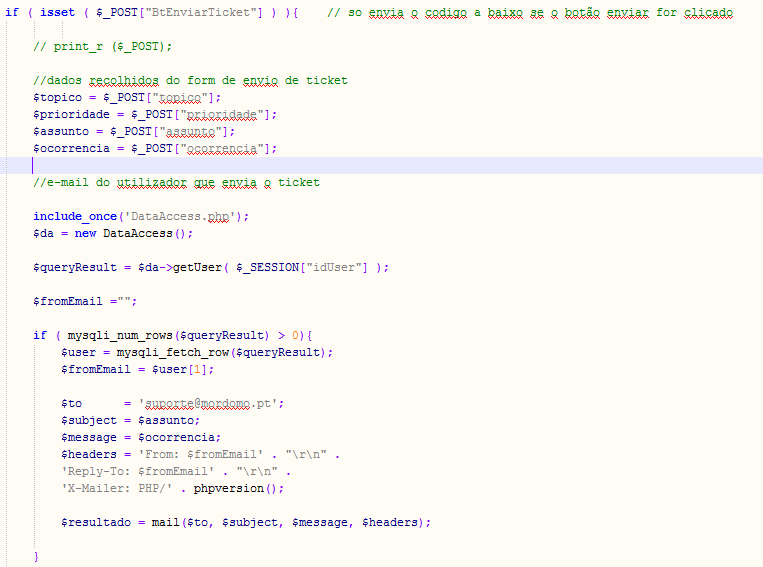 if ( isset ( $_POST["BtEnviarTicket"] ) ){    // so envia o codigo a baixo se o botão enviar for clicado
// print_r ($_POST);
//dados recolhidos do form de envio de ticket
$topico = $_POST["topico"];
$prioridade = $_POST["prioridade"];
$assunto = $_POST["assunto"];
$ocorrencia = $_POST["ocorrencia"];
//e-mail do utilizador que envia o ticket
include_once('DataAccess.php');
$da = new DataAccess();
$queryResult = $da->getUser( $_SESSION["idUser"] );
$fromEmail ="";
if ( mysqli_num_rows($queryResult) > 0){
$user = mysqli_fetch_row($queryResult);
$fromEmail = $user[1];
$to      = 'suporte@mordomo.pt';
$subject = $assunto;
$message = $ocorrencia;
$headers = 'From: $fromEmail' . "\r\n" .
'Reply-To: $fromEmail' . "\r\n" .
'X-Mailer: PHP/' . phpversion();
$resultado = mail($to, $subject, $message, $headers);
}